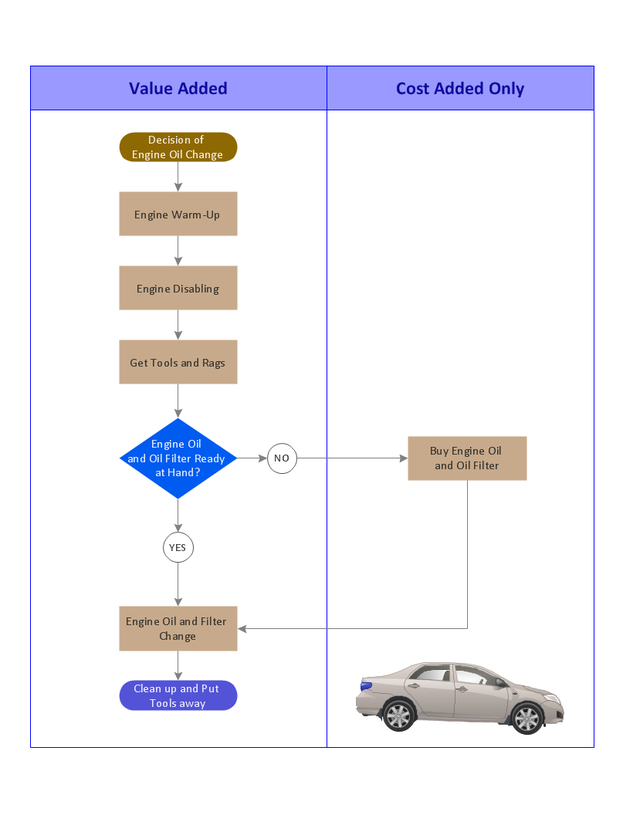 Value Added
Cost Added Only
Decision of
Engine Oil Change
Engine Warm-Up
Engine Disabling
Get Tools and Rags
Engine Oil
and Oil Filter Ready
at Hand?
NO
Buy Engine Oil
and Oil Filter
YES
Engine Oil and Filter
Change
Clean up and Put
Tools away